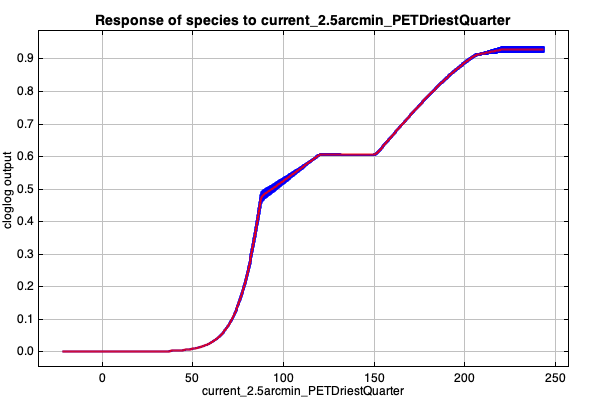 Response of species to current_2.5arcmin_PETDriestQuarter
cloglog output
0.9
0.8
0.7
0.6
0.5
0.4
0.3
0.2
0.1
0.0
0 50 100 150 200 250
current_2.5arcmin_PETDriestQuarter